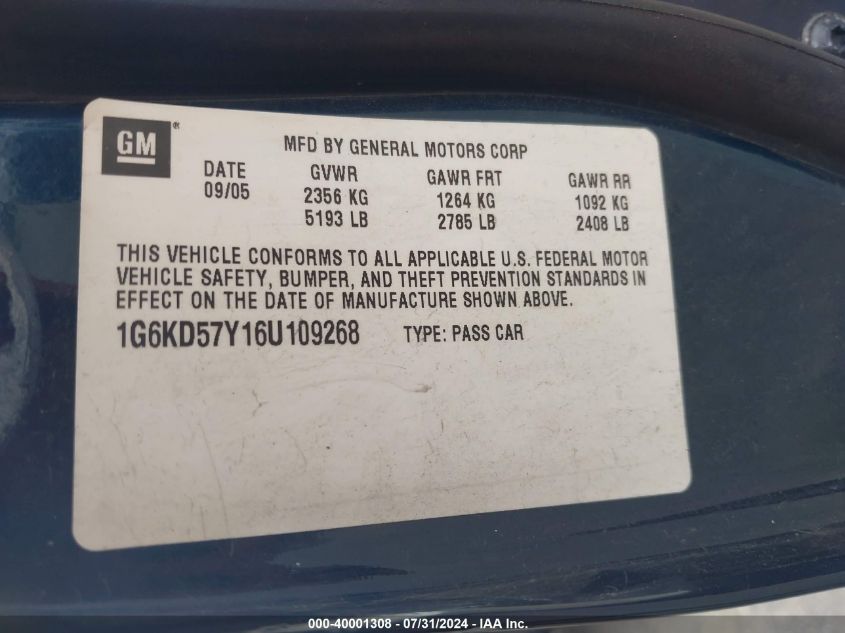 GM®
MFD BY GENERAL MOTORS CORP
DATE GVWR GAWR FRT GAWR RR
09/05 2356 KG 1264 KG 1092 KG
5193 LB 2785 LB 2408 LB
THIS VEHICLE CONFORMS TO ALL APPLICABLE U.S. FEDERAL MOTOR
VEHICLE SAFETY, BUMPER, AND THEFT PREVENTION STANDARDS IN
EFFECT ON THE DATE OF MANUFACTURE SHOWN ABOVE.
1G6KD57Y16U109268 TYPE: PASS CAR
000-40001308 - 07/31/2024 - IAA Inc.